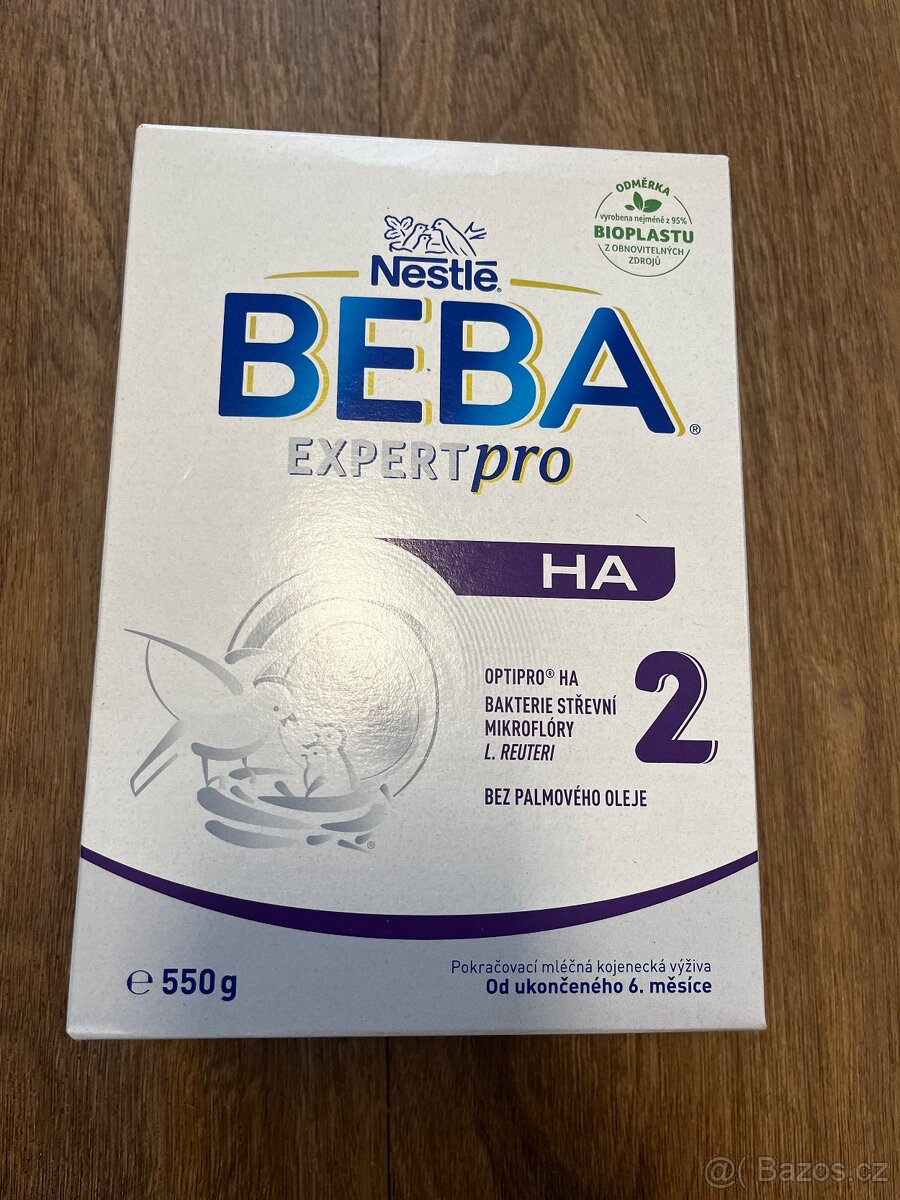 ODMĚRKA
vyrobena nejméně z 95%
BIOPLASTU
Z OBNOVITELNÝCH
ZDROJŮ
Nestlé®
BEBA®
EXPERTpro
HA
OPTIPRO® HA
BAKTERIE STŘEVNÍ
MIKROFLÓRY
L. REUTERI
2
BEZ PALMOVÉHO OLEJE
®
℮ 550 g
Pokračovací mléčná kojenecká výživa
Od ukončeného 6. měsíce
@( Bazos.cz